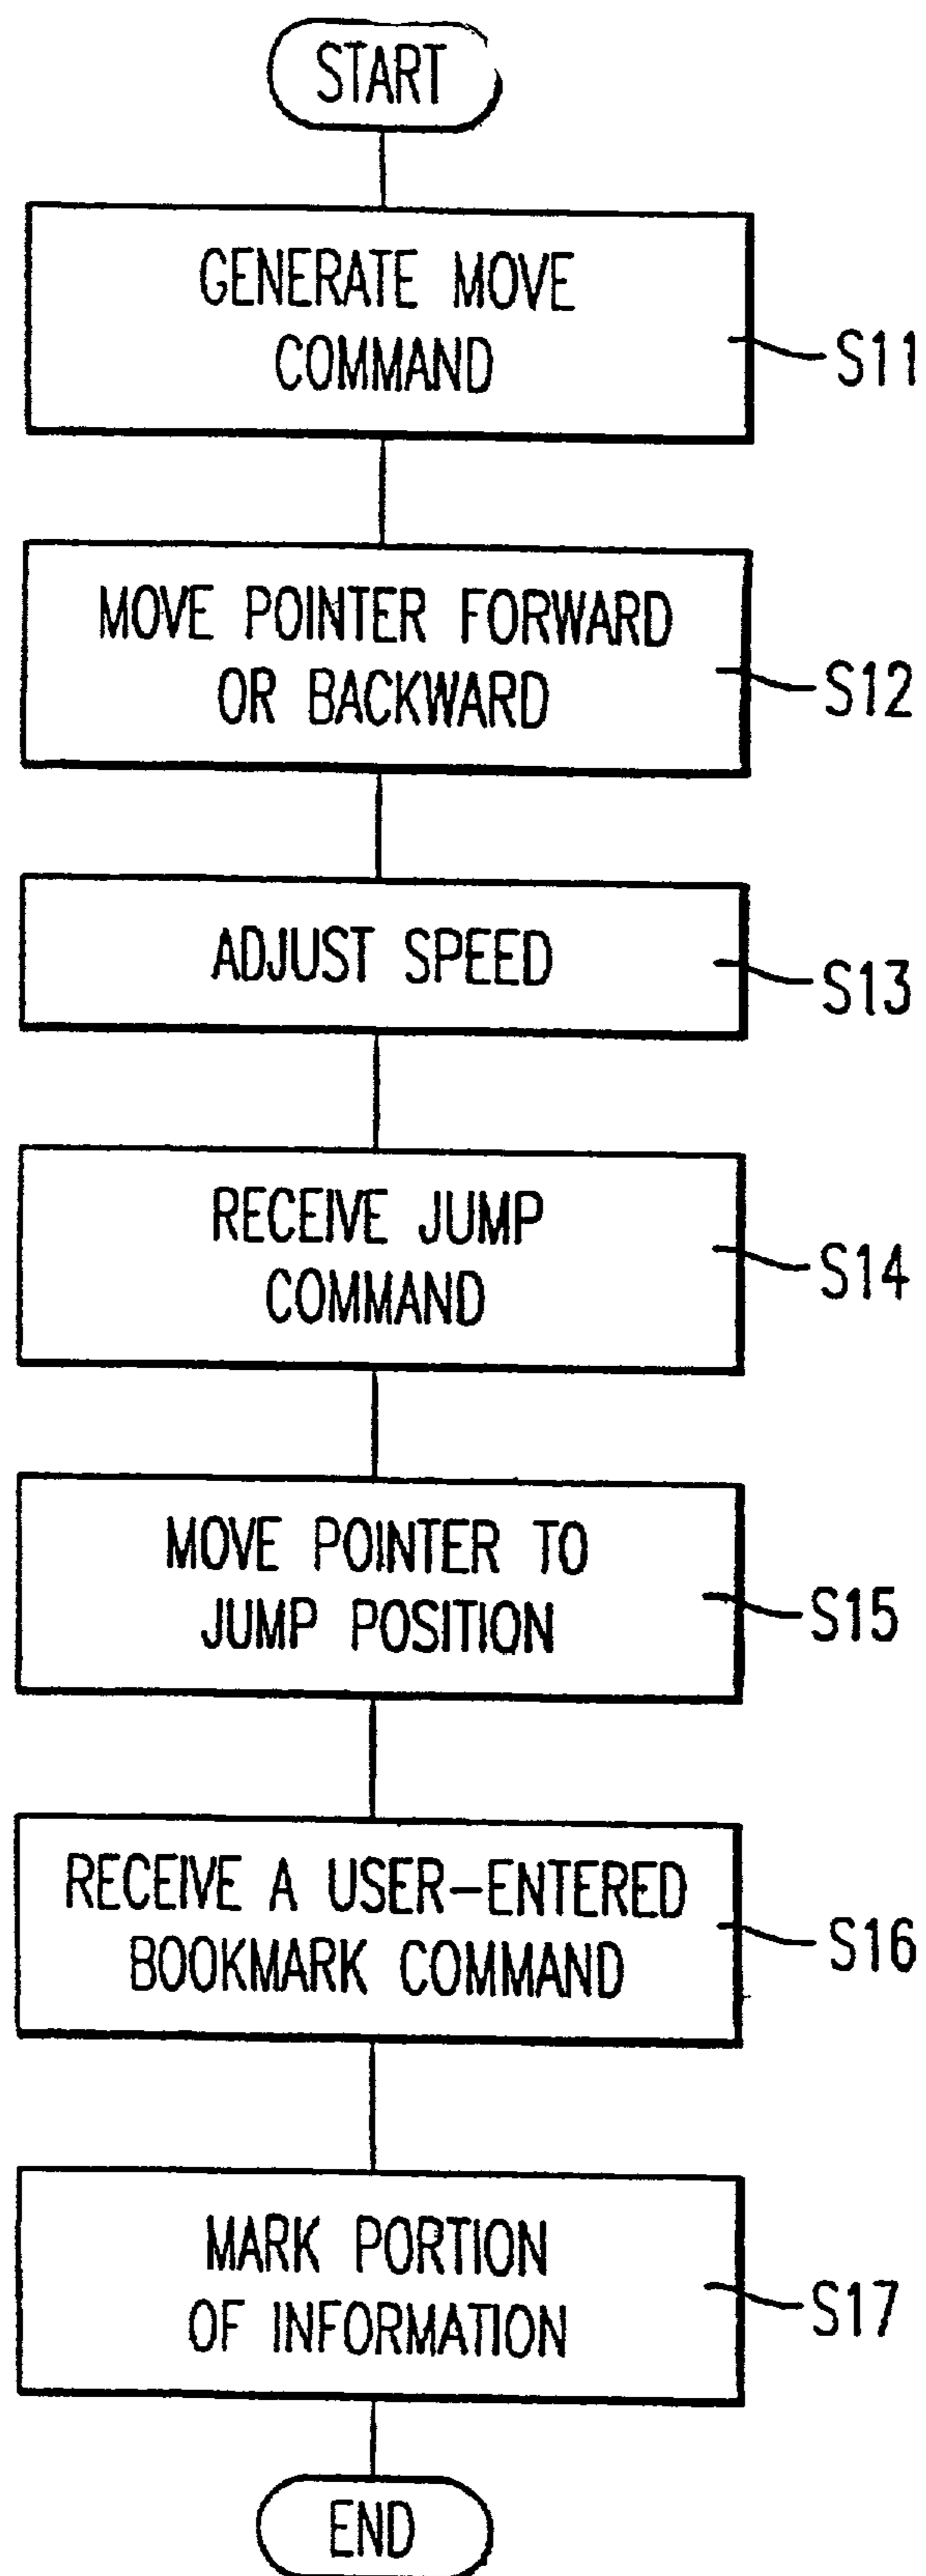 START
GENERATE MOVE
COMMAND
S11
MOVE POINTER FORWARD
OR BACKWARD
S12
ADJUST SPEED
S13
RECEIVE JUMP
COMMAND
S14
MOVE POINTER TO
JUMP POSITION
S15
RECEIVE A USER-ENTERED
BOOKMARK COMMAND
S16
MARK PORTION
OF INFORMATION
S17
END